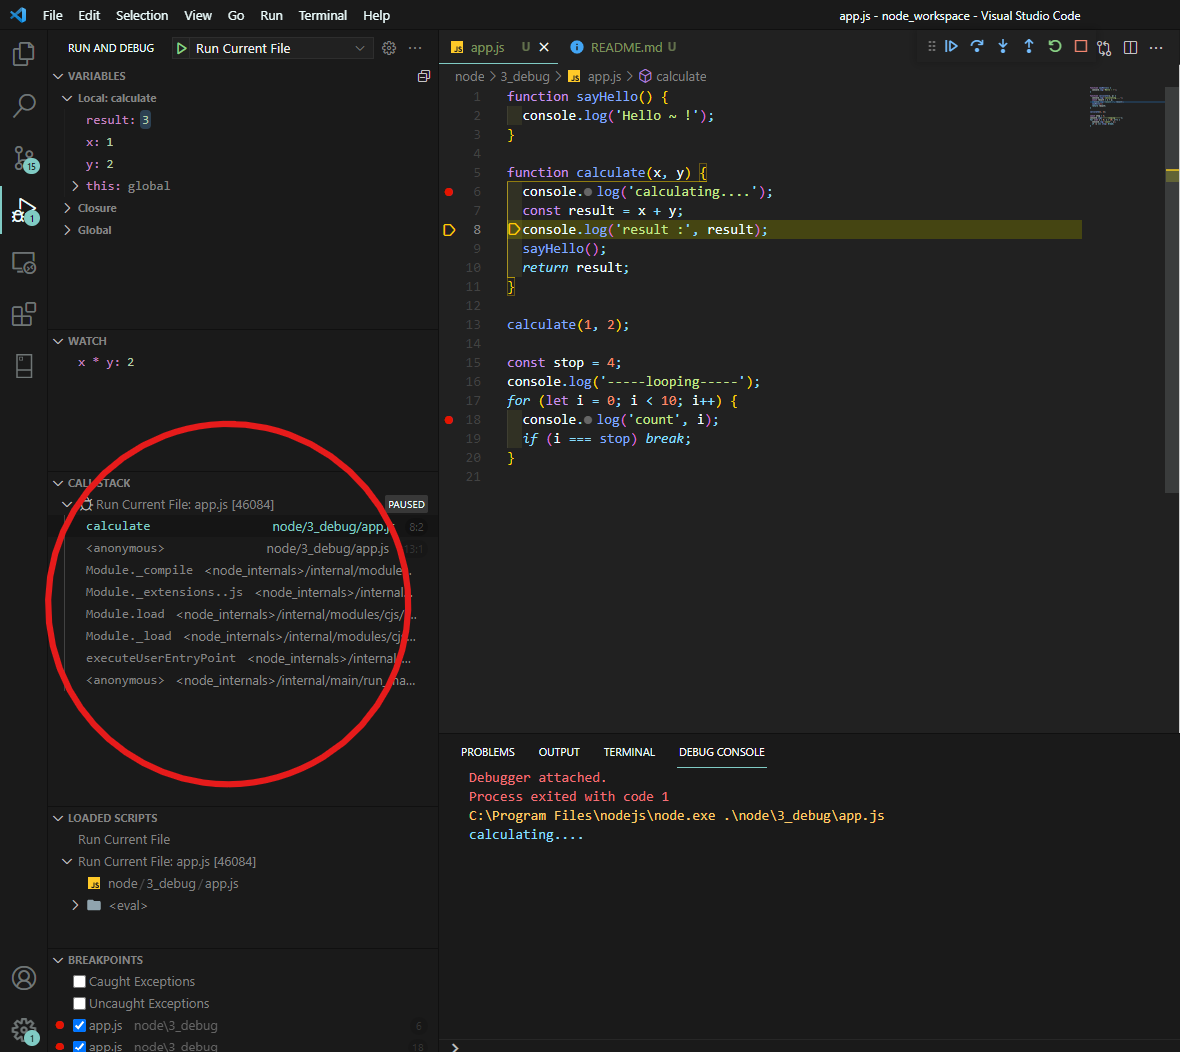 File Edit Selection View Go Run Terminal Help
app.js - node_workspace - Visual Studio Code
RUN AND DEBUG Run Current File
VARIABLES
Local: calculate
result: 3
x: 1
y: 2
this: global
Closure
Global
WATCH
x * y: 2
CALL STACK
Run Current File: app.js [46084] PAUSED
calculate node/3_debug/app.js 8:2
<anonymous> node/3_debug/app.js 13:1
Module._compile <node_internals>/internal/module...
Module._extensions..js <node_internals>/internal...
Module.load <node_internals>/internal/modules/cjs/...
Module._load <node_internals>/internal/modules/cjs...
executeUserEntryPoint <node_internals>/internal/...
<anonymous> <node_internals>/internal/main/run_ma...
LOADED SCRIPTS
Run Current File
Run Current File: app.js [46084]
node/3_debug/app.js
<eval>
BREAKPOINTS
Caught Exceptions
Uncaught Exceptions
app.js node\3_debug 6
app.js node\3_debug 18
15
1
1
app.js U README.md U
node > 3_debug > app.js > calculate
1 function sayHello() {
2 console.log('Hello ~ !');
3 }
4
5 function calculate(x, y) {
6 console.log('calculating....');
7 const result = x + y;
8 console.log('result :', result);
9 sayHello();
10 return result;
11 }
12
13 calculate(1, 2);
14
15 const stop = 4;
16 console.log('-----looping-----');
17 for (let i = 0; i < 10; i++) {
18 console.log('count', i);
19 if (i === stop) break;
20 }
21
PROBLEMS OUTPUT TERMINAL DEBUG CONSOLE
Debugger attached.
Process exited with code 1
C:\Program Files\nodejs\node.exe .\node\3_debug\app.js
calculating....